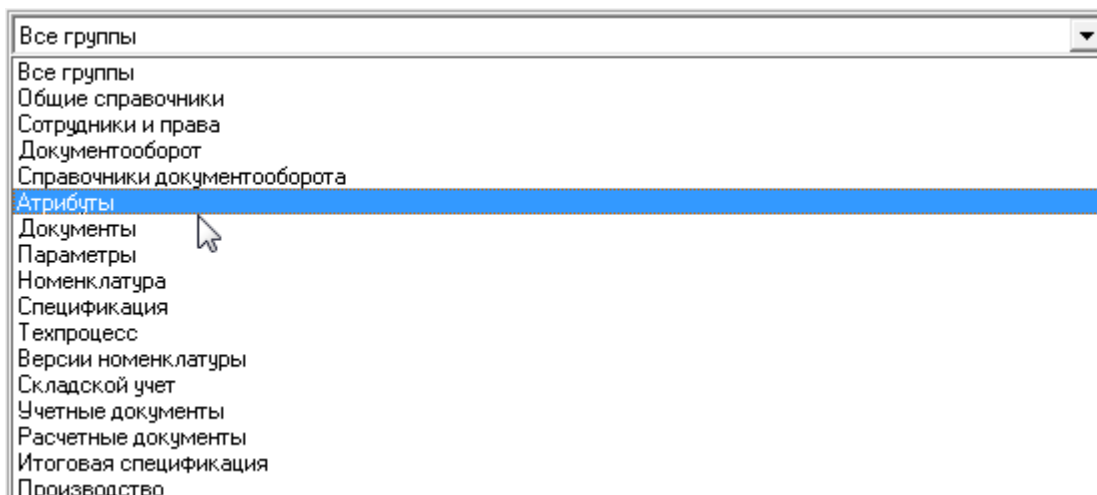 Все группы
Все группы
Общие справочники
Сотрудники и права
Документооборот
Справочники документооборота
Атрибуты
Документы
Параметры
Номенклатура
Спецификация
Техпроцесс
Версии номенклатуры
Складской учет
Учетные документы
Расчетные документы
Итоговая спецификация
Производство